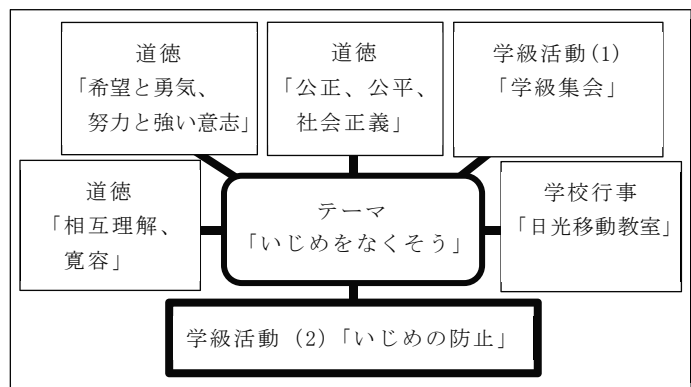 道徳
「希望と勇気、
努力と強い意志」
道徳
「公正、公平、
社会正義」
学級活動(1)
「学級集会」
道徳
「相互理解、
寛容」
テーマ
「いじめをなくそう」
学校行事
「日光移動教室」
学級活動 (2)「いじめの防止」